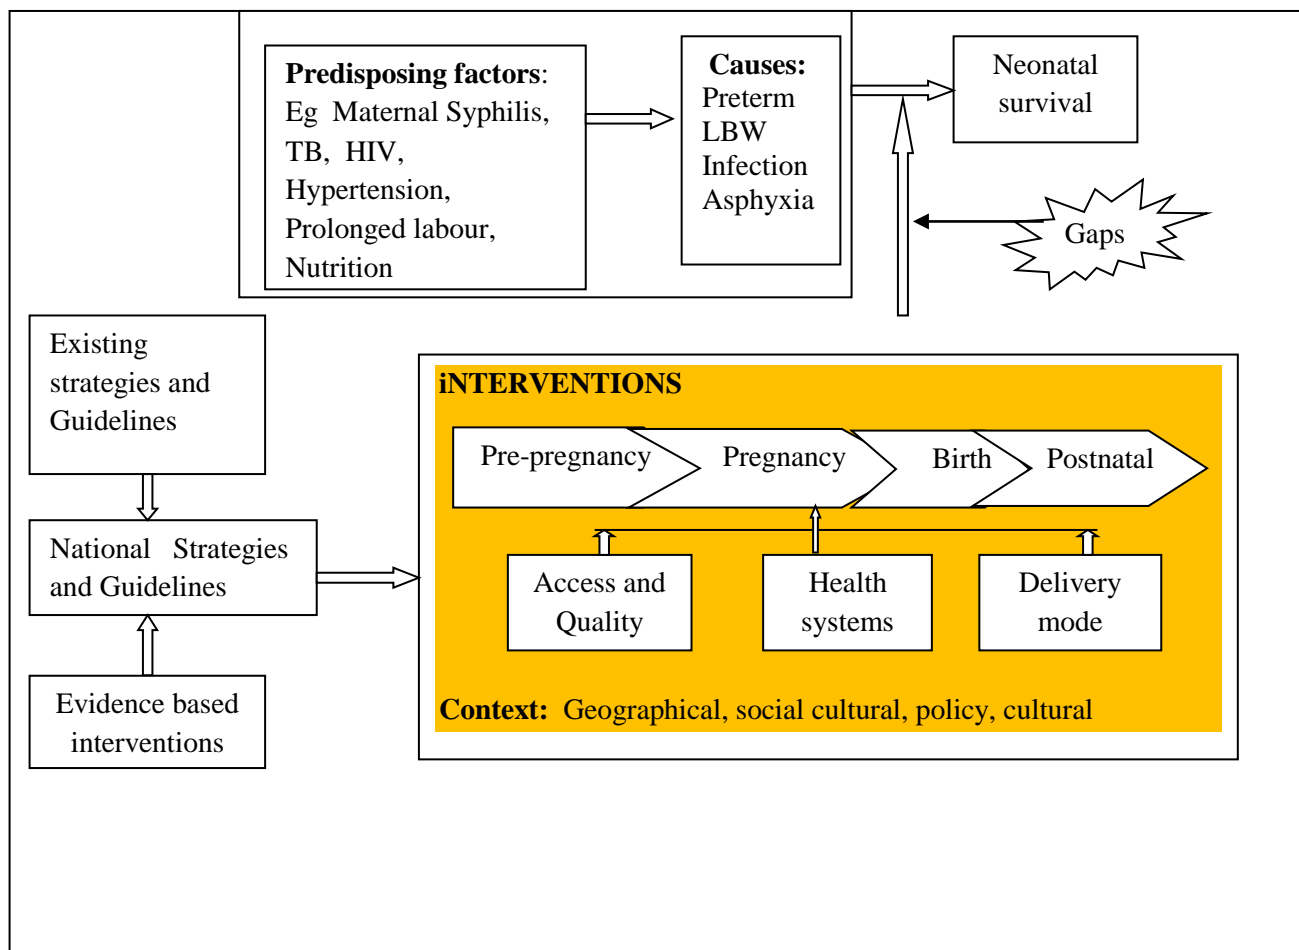 Predisposing factors:
Eg Maternal Syphilis,
TB, HIV,
Hypertension,
Prolonged labour,
Nutrition
Causes:
Preterm
LBW
Infection
Asphyxia
Neonatal
survival
Gaps
Existing
strategies and
Guidelines
National Strategies
and Guidelines
Evidence based
interventions
iNTERVENTIONS
Pre-pregnancy
Pregnancy
Birth
Postnatal
Access and
Quality
Health
systems
Delivery
mode
Context: Geographical, social cultural, policy, cultural